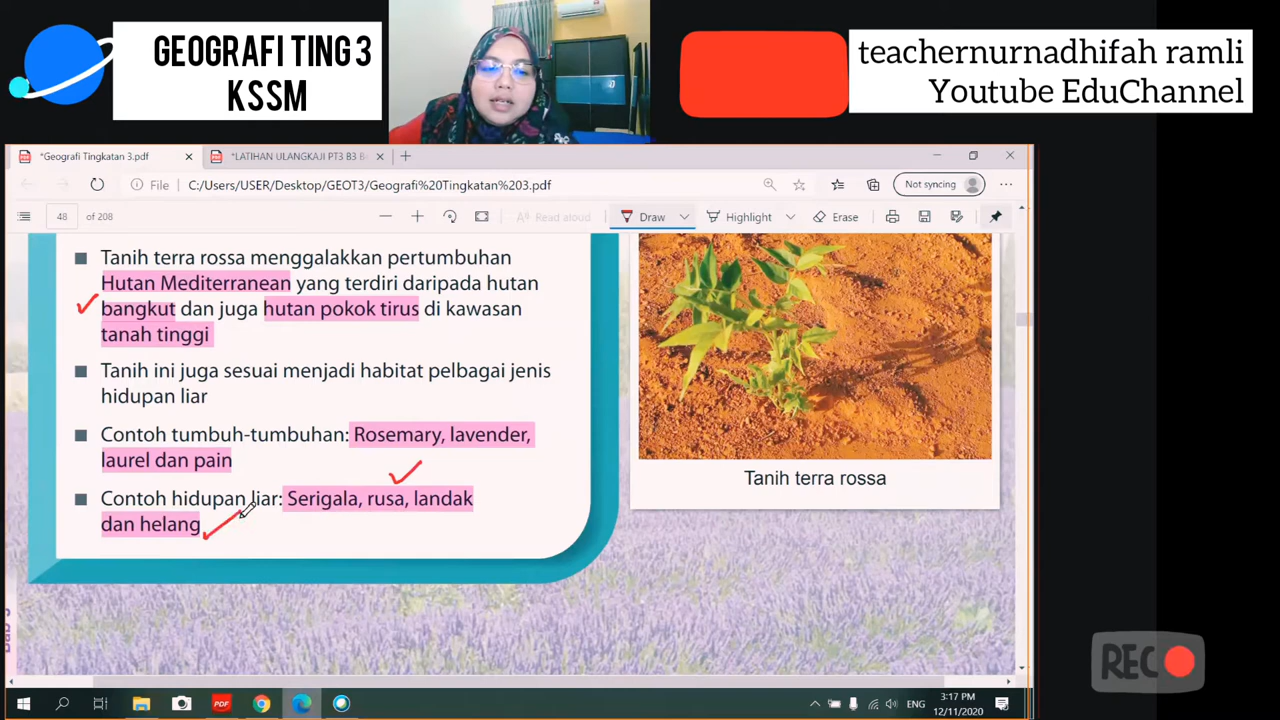 GEOGRAFI TING 3
KSSM
teachernurnadhifah ramli
Youtube EduChannel
*Geografi Tingkatan 3.pdf
*LATIHAN ULANGKAJI PT3 B3 B
File
C:/Users/USER/Desktop/GEOT3/Geografi%20Tingkatan%203.pdf
Not syncing
48 of 208
Read aloud
Draw
Highlight
Erase
Tanih terra rossa menggalakkan pertumbuhan
Hutan Mediterranean yang terdiri daripada hutan
bangkut dan juga hutan pokok tirus di kawasan
tanah tinggi
Tanih ini juga sesuai menjadi habitat pelbagai jenis
hidupan liar
Contoh tumbuh-tumbuhan: Rosemary, lavender,
laurel dan pain
Contoh hidupan liar: Serigala, rusa, landak
dan helang
Tanih terra rossa
Bab 3
REC
PDF
ENG
3:17 PM
12/11/2020